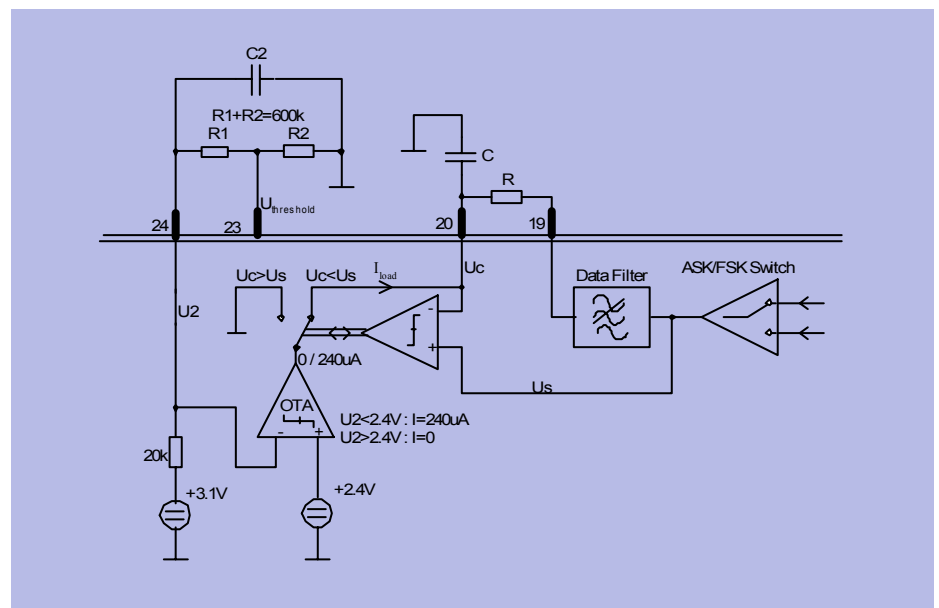 C2
R1+R2=600k
R1
R2
C
R
U threshold
24
23
20
19
Uc>Us
Uc<Us
I load
Uc
Data Filter
ASK/FSK Switch
U2
-
+
0 / 240uA
Us
OTA
U2<2.4V : I=240uA
- +
U2>2.4V : I=0
20k
+3.1V
+2.4V